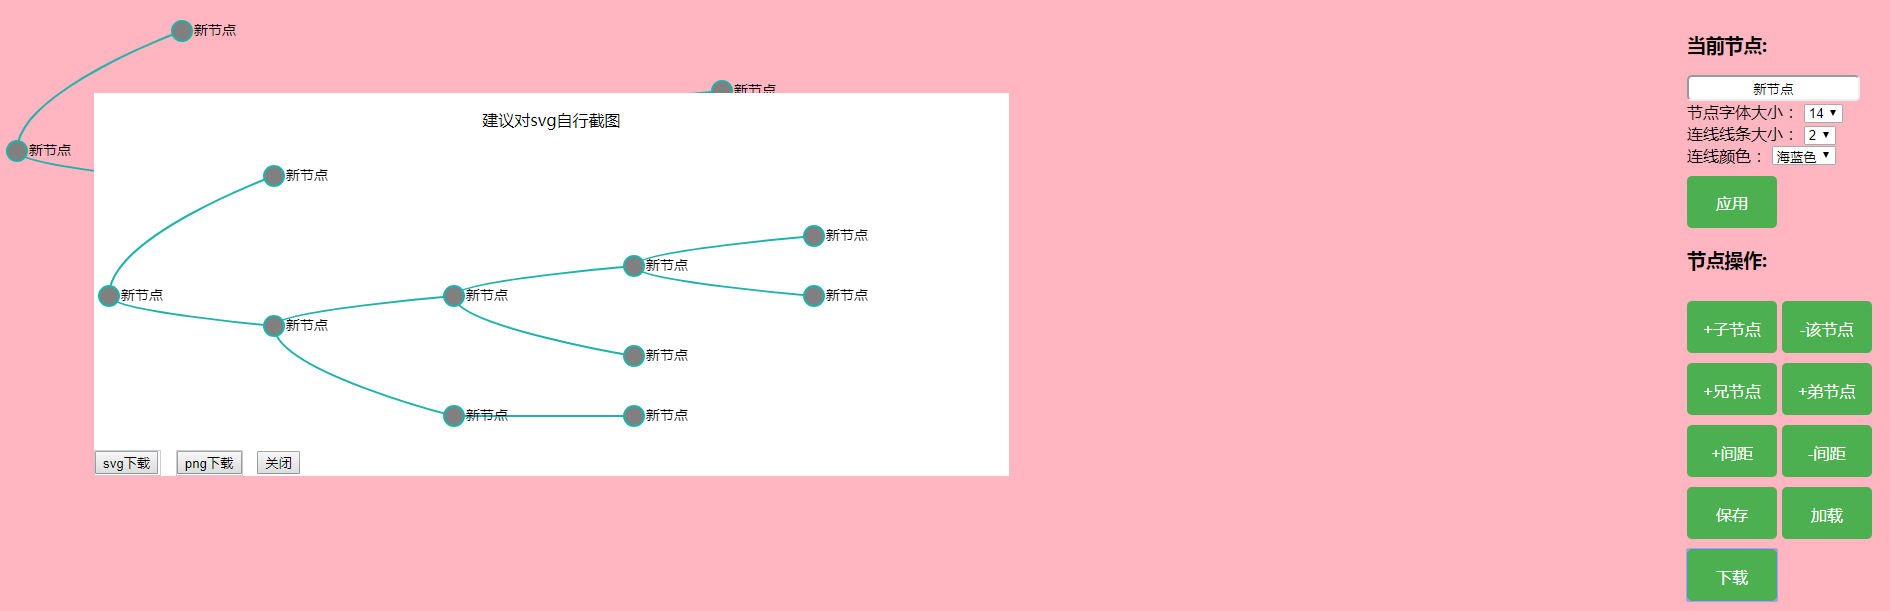 新节点
新节点
新节点
建议对svg自行截图
新节点
新节点
新节点
新节点
新节点
新节点
新节点
新节点
新节点
新节点
svg下载 png下载 关闭
当前节点:
新节点
节点字体大小： 14
连线线条大小： 2
连线颜色： 海蓝色
应用
节点操作:
+子节点 -该节点
+兄节点 +弟节点
+间距 -间距
保存 加载
下载